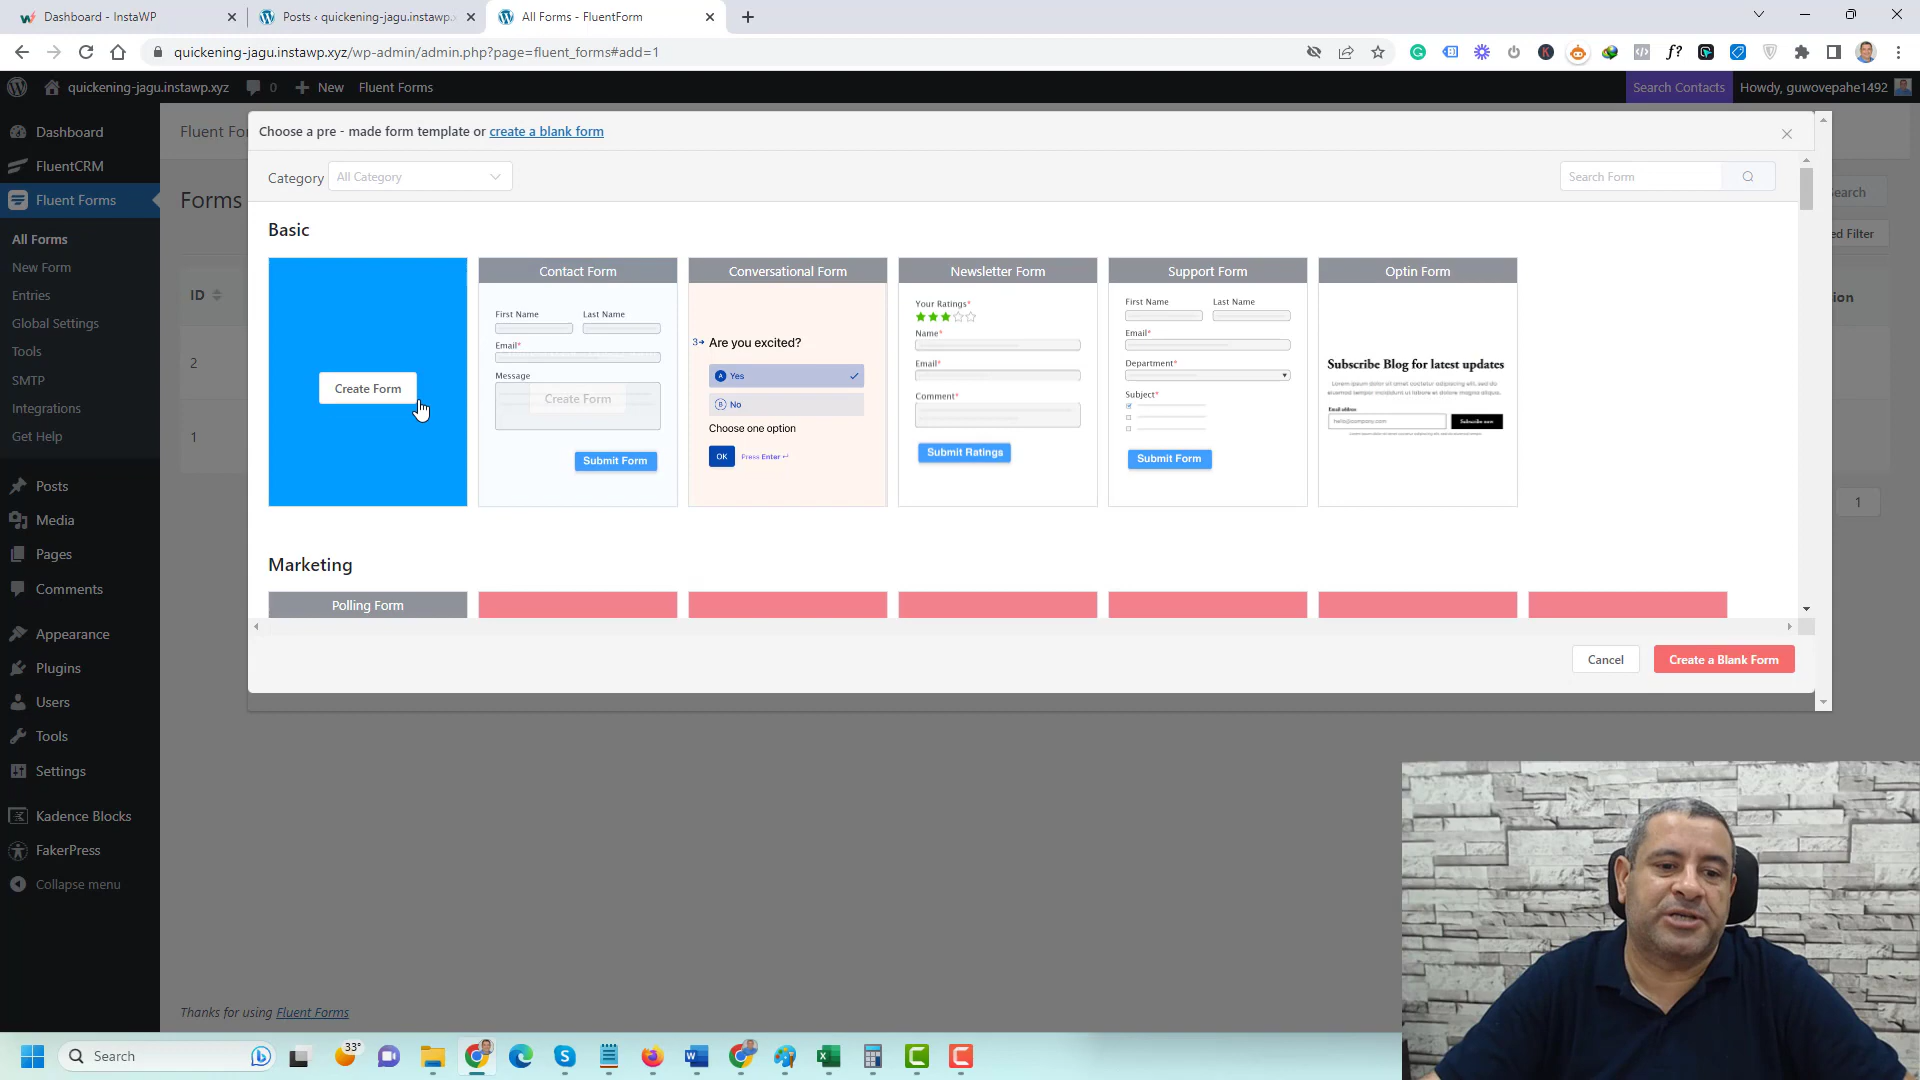 Dashboard - InstaWP
Posts ‹ quickening-jagu.instawp.x
All Forms - FluentForm
quickening-jagu.instawp.xyz/wp-admin/admin.php?page=fluent_forms#add=1
quickening-jagu.instawp.xyz
0
New
Fluent Forms
Search Contacts
Howdy, guwovepahe1492
Dashboard
FluentCRM
Fluent Forms
All Forms
New Form
Entries
Global Settings
Tools
SMTP
Integrations
Get Help
Posts
Media
Pages
Comments
Appearance
Plugins
Users
Tools
Settings
Kadence Blocks
FakerPress
Collapse menu
Fluent Fo
Forms
ID
2
1
earch
ed Filter
ion
1
Choose a pre - made form template or create a blank form
Category
All Category
Search Form
Basic
Create Form
Contact Form
First Name Last Name
Email*
Message
Create Form
Submit Form
Conversational Form
3→ Are you excited?
A Yes
B No
Choose one option
OK Press Enter ↵
Newsletter Form
Your Ratings*
Name*
Email*
Comment*
Submit Ratings
Support Form
First Name Last Name
Email*
Department*
Subject*
Submit Form
Optin Form
Subscribe Blog for latest updates
Email addres
hello@company.com
Subscribe now
Marketing
Polling Form
Cancel
Create a Blank Form
Thanks for using Fluent Forms
Search
33°